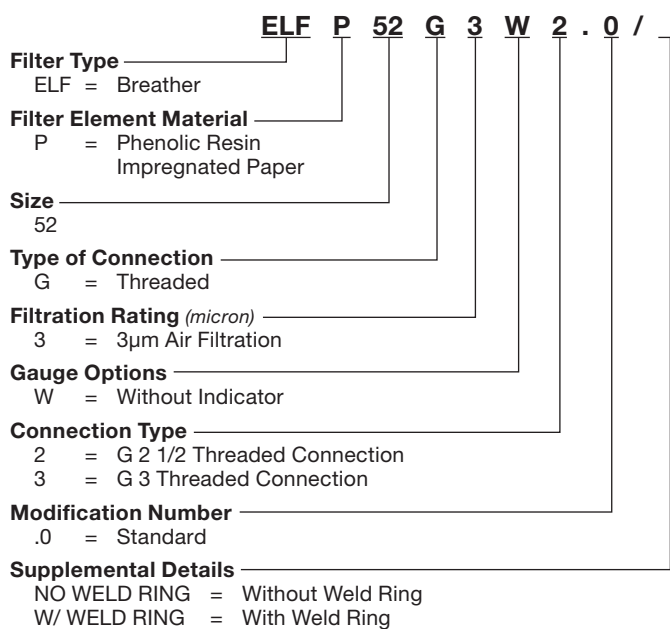 ELF P 52 G 3 W 2 . 0 / _
Filter Type
ELF = Breather
Filter Element Material
P = Phenolic Resin
Impregnated Paper
Size
52
Type of Connection
G = Threaded
Filtration Rating (micron)
3 = 3µm Air Filtration
Gauge Options
W = Without Indicator
Connection Type
2 = G 2 1/2 Threaded Connection
3 = G 3 Threaded Connection
Modification Number
.0 = Standard
Supplemental Details
NO WELD RING = Without Weld Ring
W/ WELD RING = With Weld Ring